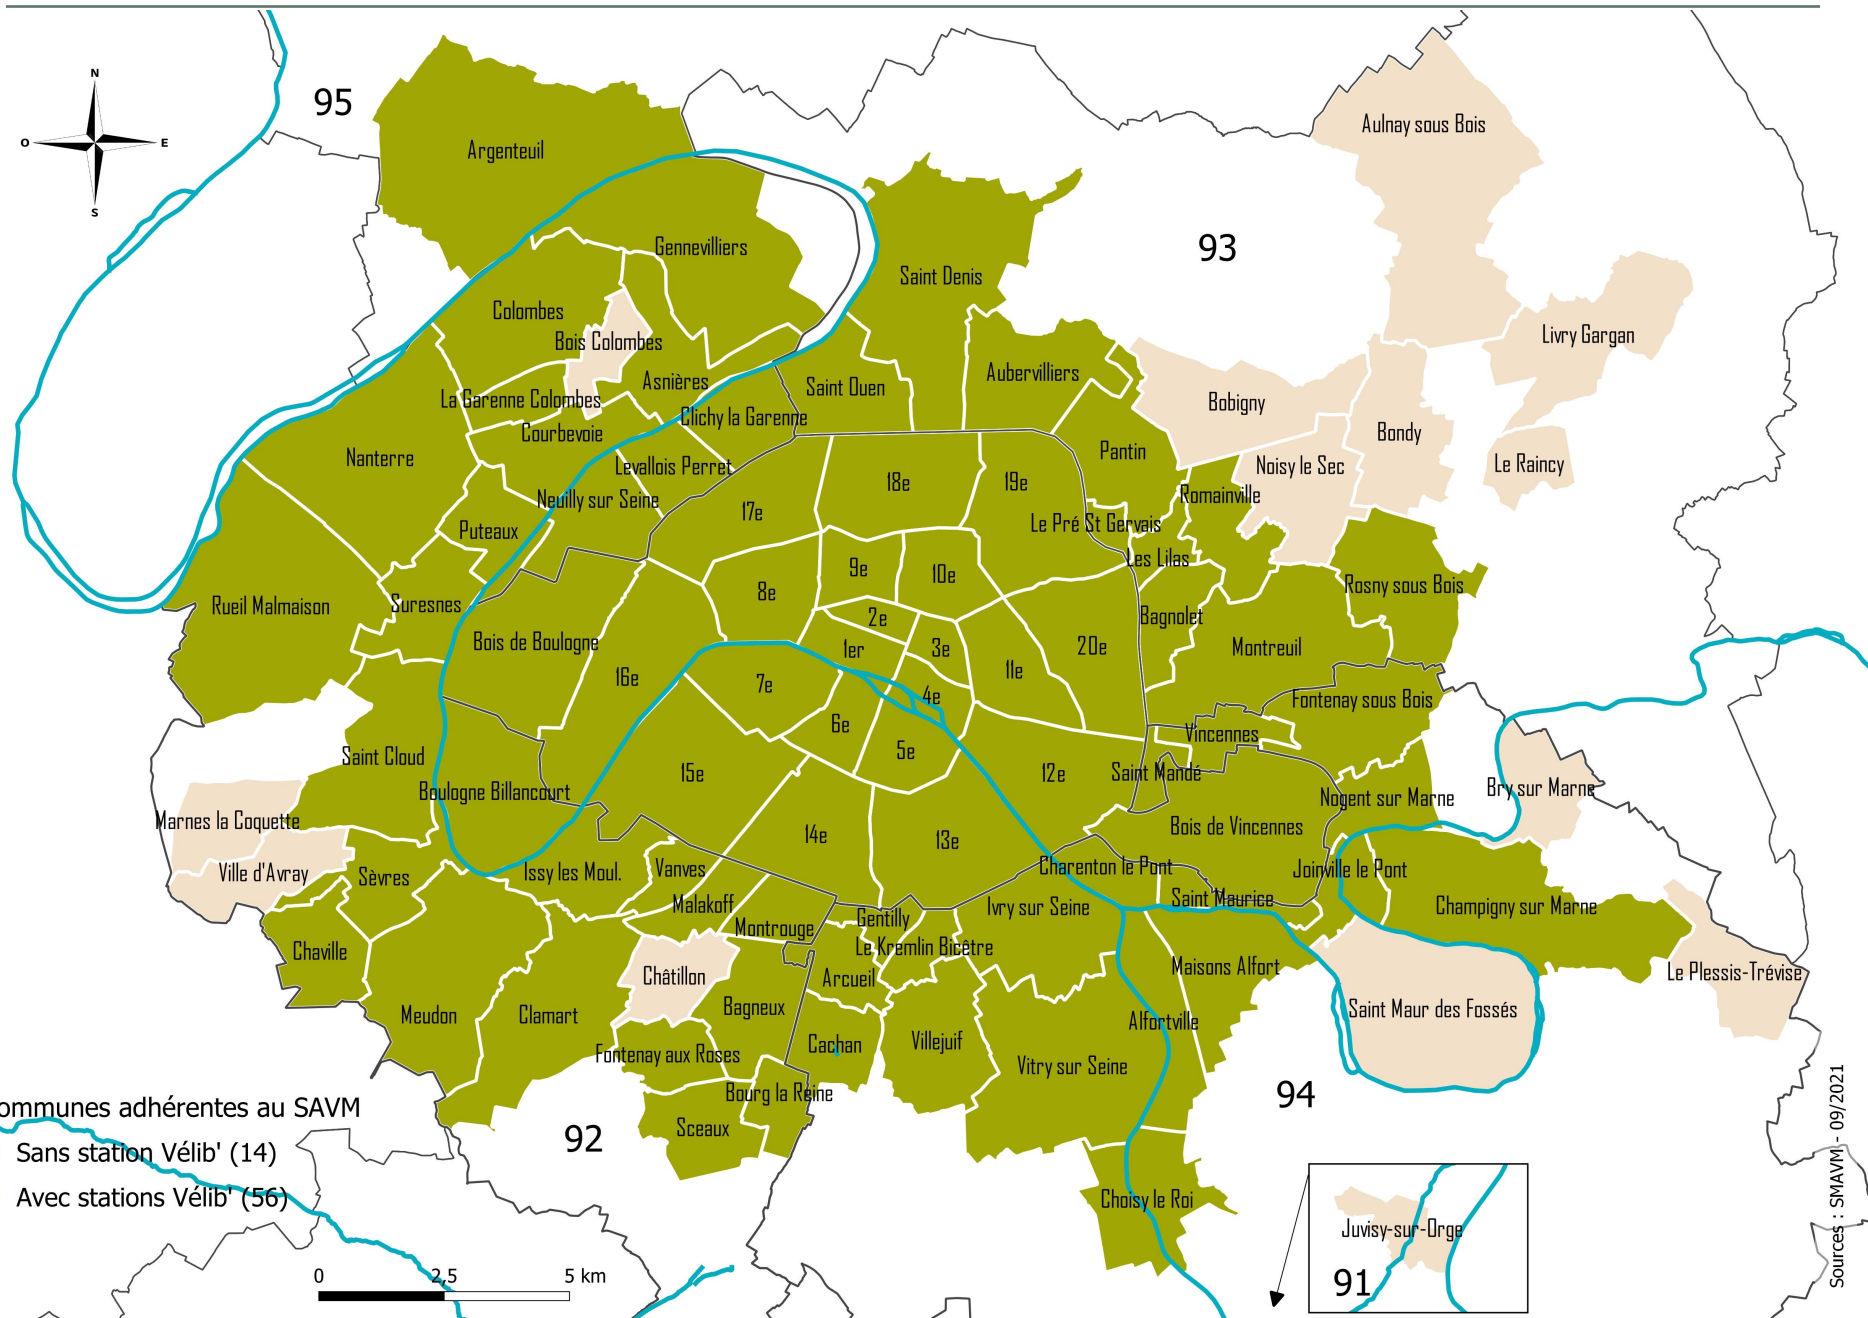 N
O
E
S
95
Argenteuil
Aulnay sous Bois
Gennevilliers
93
Saint Denis
Colombes
Bois Colombes
Livry Gargan
Asnières
Aubervilliers
Saint Ouen
La Garenne Colombes
Bobigny
Clichy la Garenne
Courbevoie
Bondy
Nanterre
Pantin
Levallois Perret
Noisy le Sec
Le Raincy
18e
19e
Romainville
Neuilly sur Seine
17e
Puteaux
Le Pré St Gervais
Les Lilas
9e
10e
Rosny sous Bois
8e
Rueil Malmaison
Suresnes
2e
Bagnolet
Bois de Boulogne
1er
3e
20e
Montreuil
16e
7e
11e
4e
Fontenay sous Bois
6e
Vincennes
5e
Saint Cloud
15e
12e
Saint Mandé
Boulogne Billancourt
Bry sur Marne
Nogent sur Marne
Marnes la Coquette
Bois de Vincennes
14e
13e
Ville d'Avray
Sèvres
Issy les Moul.
Vanves
Charenton le Pont
Joinville le Pont
Malakoff
Saint Maurice
Ivry sur Seine
Champigny sur Marne
Gentilly
Montrouge
Le Kremlin Bicêtre
Chaville
Maisons Alfort
Le Plessis-Trévise
Châtillon
Arcueil
Bagneux
Saint Maur des Fossés
Meudon
Clamart
Alfortville
Cachan
Villejuif
Fontenay aux Roses
Vitry sur Seine
Bourg la Reine
94
ommunes adhérentes au SAVM
Sceaux
92
Sans station Vélib' (14)
Avec stations Vélib' (56)
Choisy le Roi
Juvisy-sur-Orge
91
0 2,5 5 km
Sources : SMAVM - 09/2021